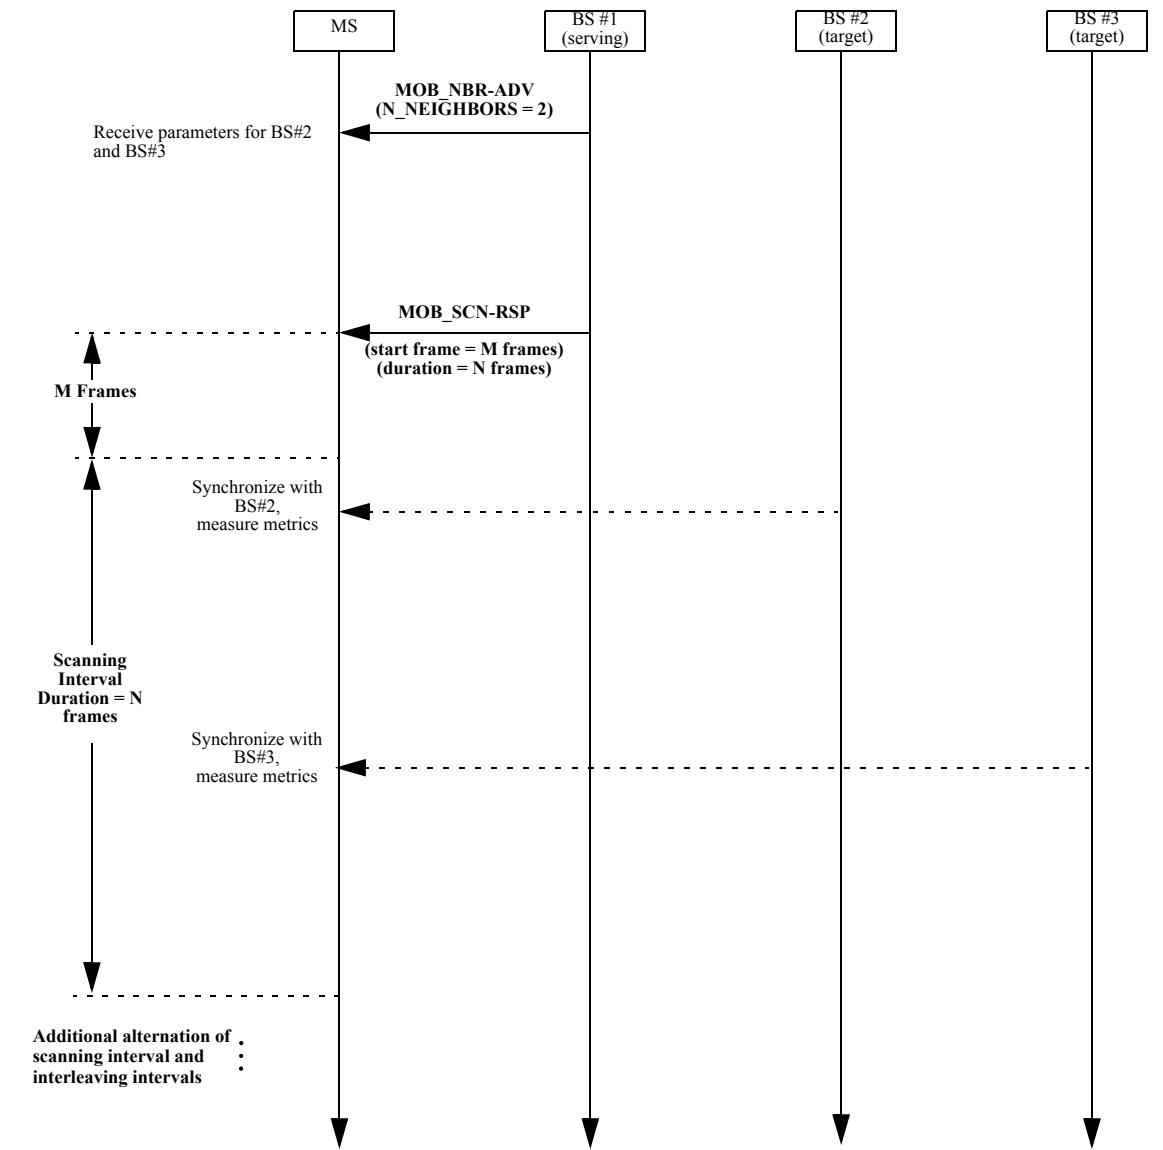 MS
BS #1
(serving)
BS #2
(target)
BS #3
(target)
MOB_NBR-ADV
(N_NEIGHBORS = 2)
Receive parameters for BS#2
and BS#3
MOB_SCN-RSP
(start frame = M frames)
(duration = N frames)
M Frames
Synchronize with
BS#2,
measure metrics
Scanning
Interval
Duration = N
frames
Synchronize with
BS#3,
measure metrics
Additional alternation of
scanning interval and
interleaving intervals